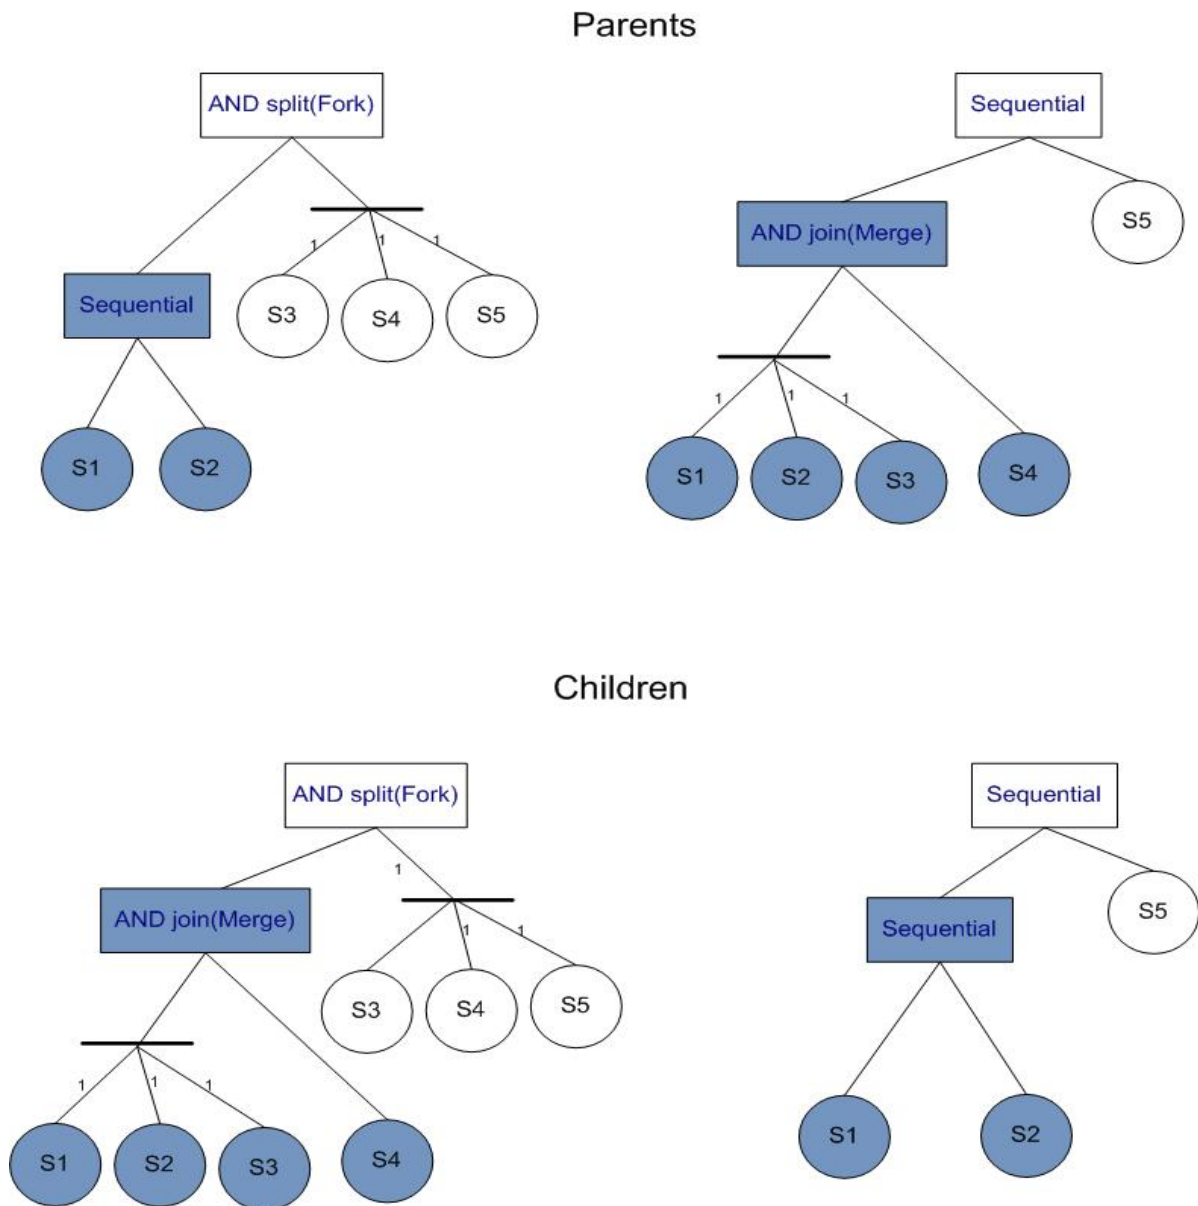 Parents
AND split(Fork)
Sequential
AND join(Merge)
S5
Sequential
1
1
1
S3
S4
S5
S1
S2
1
1
1
S1
S2
S3
S4
Children
AND split(Fork)
Sequential
1
AND join(Merge)
1
1
S3
S4
S5
Sequential
S5
1
1
1
S1
S2
S3
S4
S1
S2